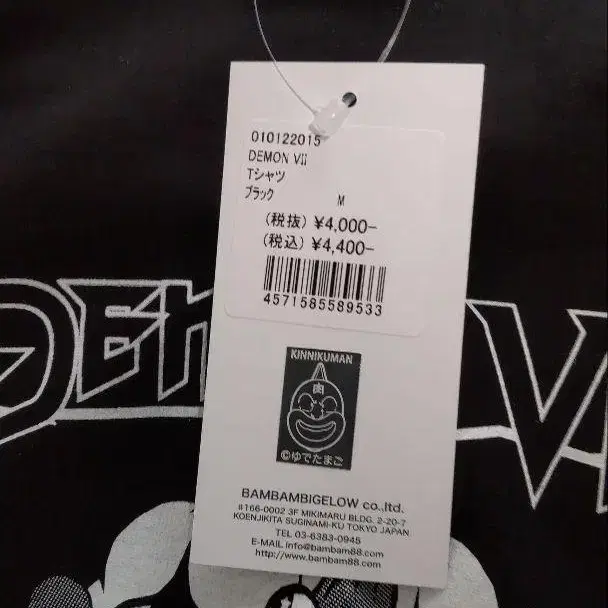 010122015
DEMON VII
Tシャツ
ブラック M
(税抜) ¥4,000-
(税込) ¥4,400-
4571585589533
KINNIKUMAN
肉
©ゆでたまご
BAMBAMBIGELOW co.,ltd.
#166-0002 3F MIKIMARU BLDG. 2-20-7
KOENJIKITA SUGINAMI-KU TOKYO JAPAN
TEL 03-6383-0945
E-MAIL info@bambam88.com
http://www.bambam88.com